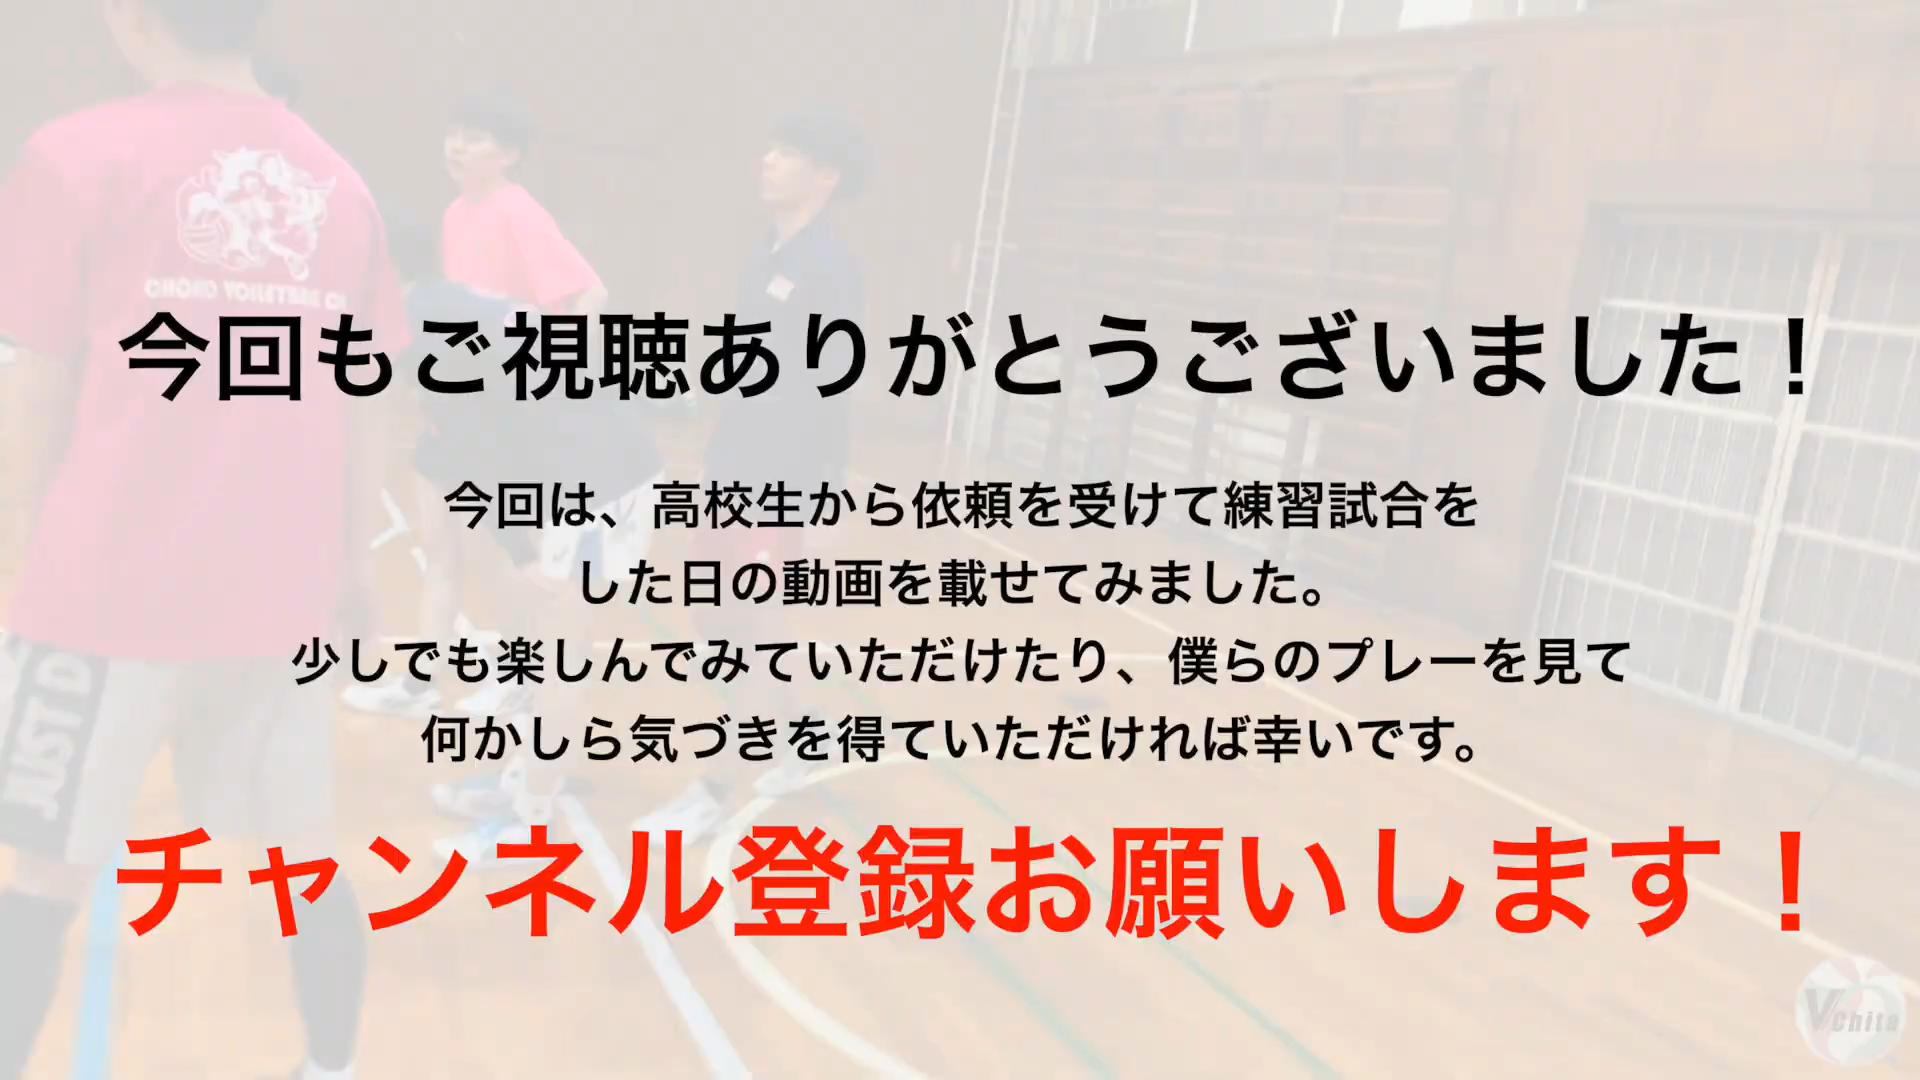 今回もご視聴ありがとうございました！
今回は、高校生から依頼を受けて練習試合を
した日の動画を載せてみました。
少しでも楽しんでみていただけたり、僕らのプレーを見て
何かしら気づきを得ていただければ幸いです。
チャンネル登録お願いします！
JUST D
V Chita